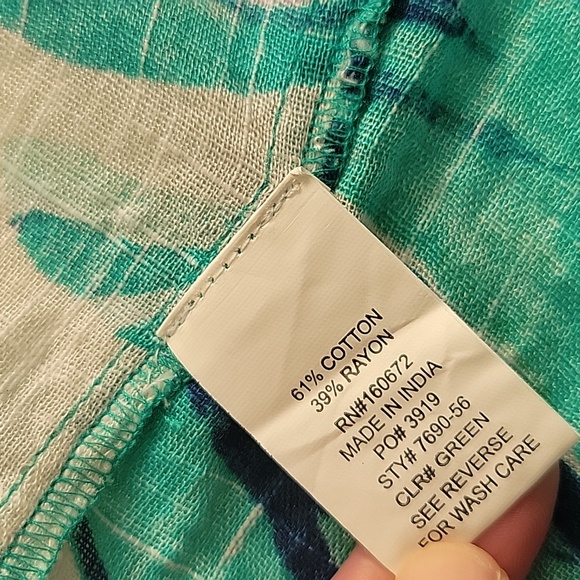 61% COTTON
39% RAYON
RN#160672
MADE IN INDIA
PO# 3919
STY# 7690-56
CLR# GREEN
SEE REVERSE
FOR WASH CARE